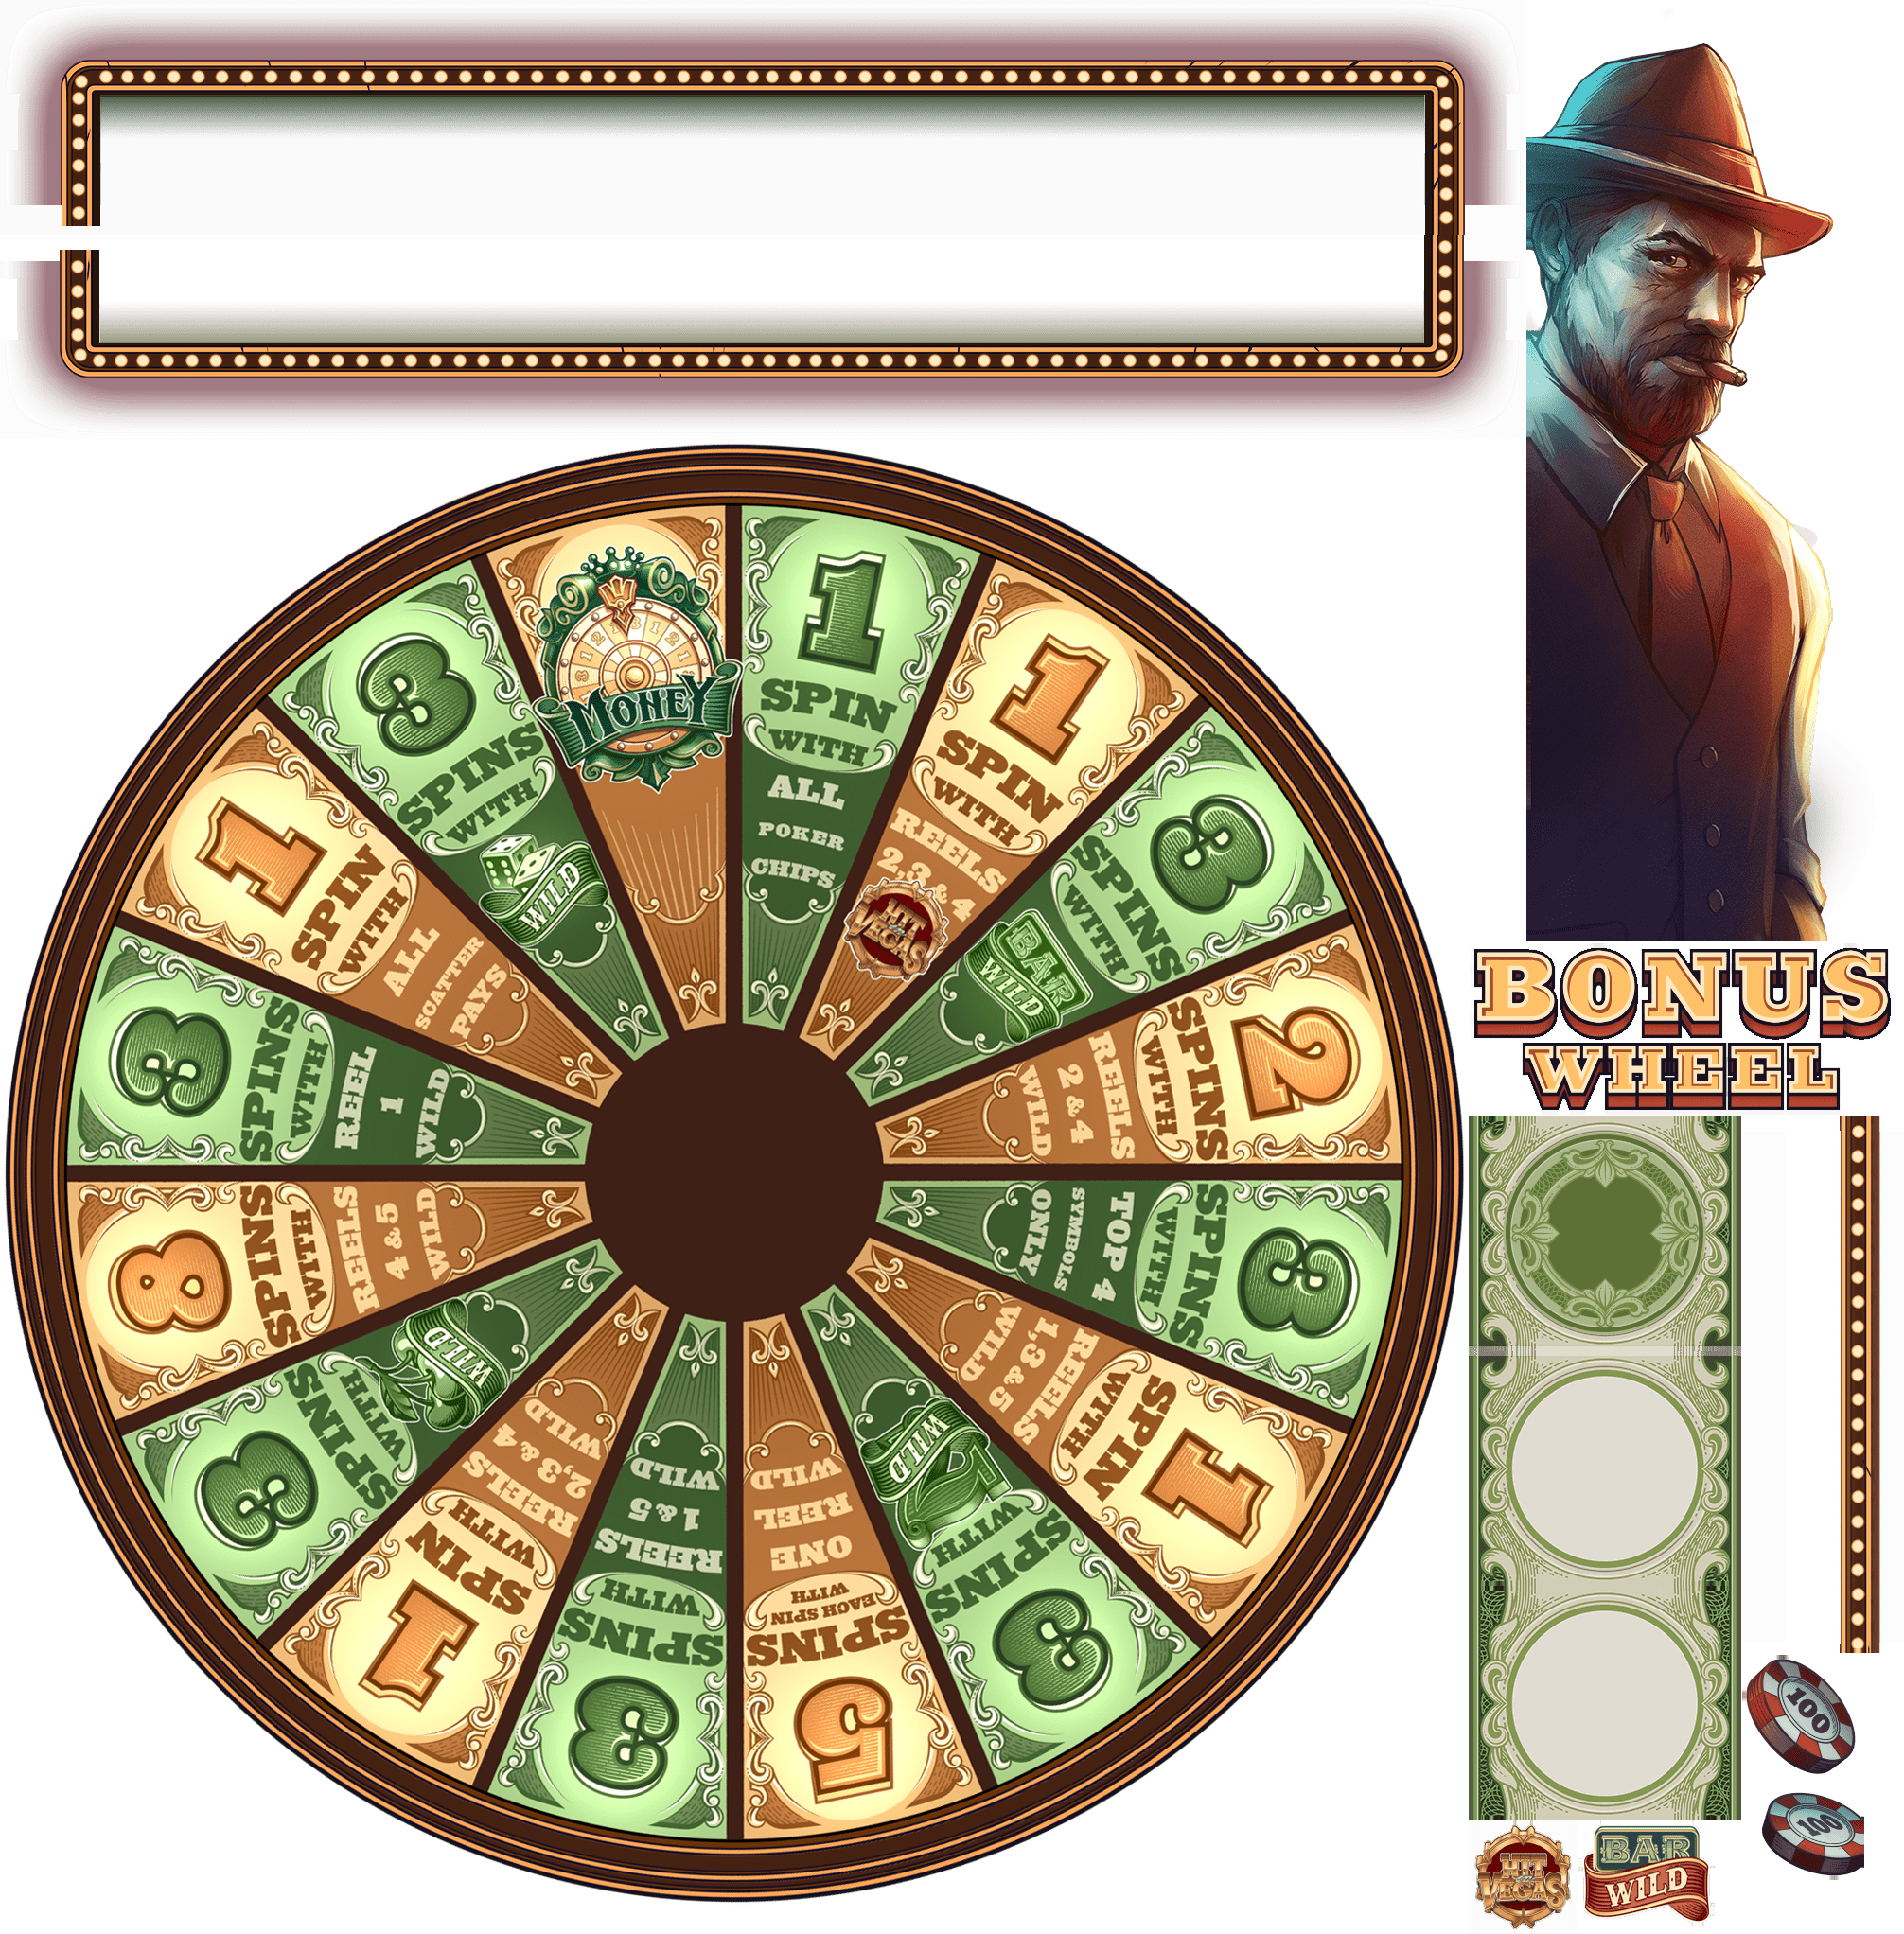 MOHEY
1
SPIN
WITH
ALL
POKER
CHIPS
1
SPIN
WITH
REELS
2,3 & 4
HIT
VEGAS
3
SPINS
WITH
BAR
WILD
2
SPINS
WITH
REELS
2 & 4
WILD
3
SPINS
WITH
TOP 4
SYMBOLS
ONLY
1
SPIN
WITH
REELS
1,3 & 5
WILD
3
SPINS
WITH
7
WILD
5
SPINS
EACH SPIN
WITH
ONE
REEL
WILD
3
SPINS
WITH
REELS
1 & 5
WILD
1
SPIN
WITH
REELS
2,3 & 4
WILD
3
SPINS
WITH
WILD
8
SPINS
WITH
REELS
4 & 5
WILD
3
SPINS
WITH
REEL
1
WILD
1
SPIN
WITH
ALL
SCATTER
PAYS
3
SPINS
WITH
WILD
BONUS
WHEEL
100
100
HIT
VEGAS
BAR
WILD